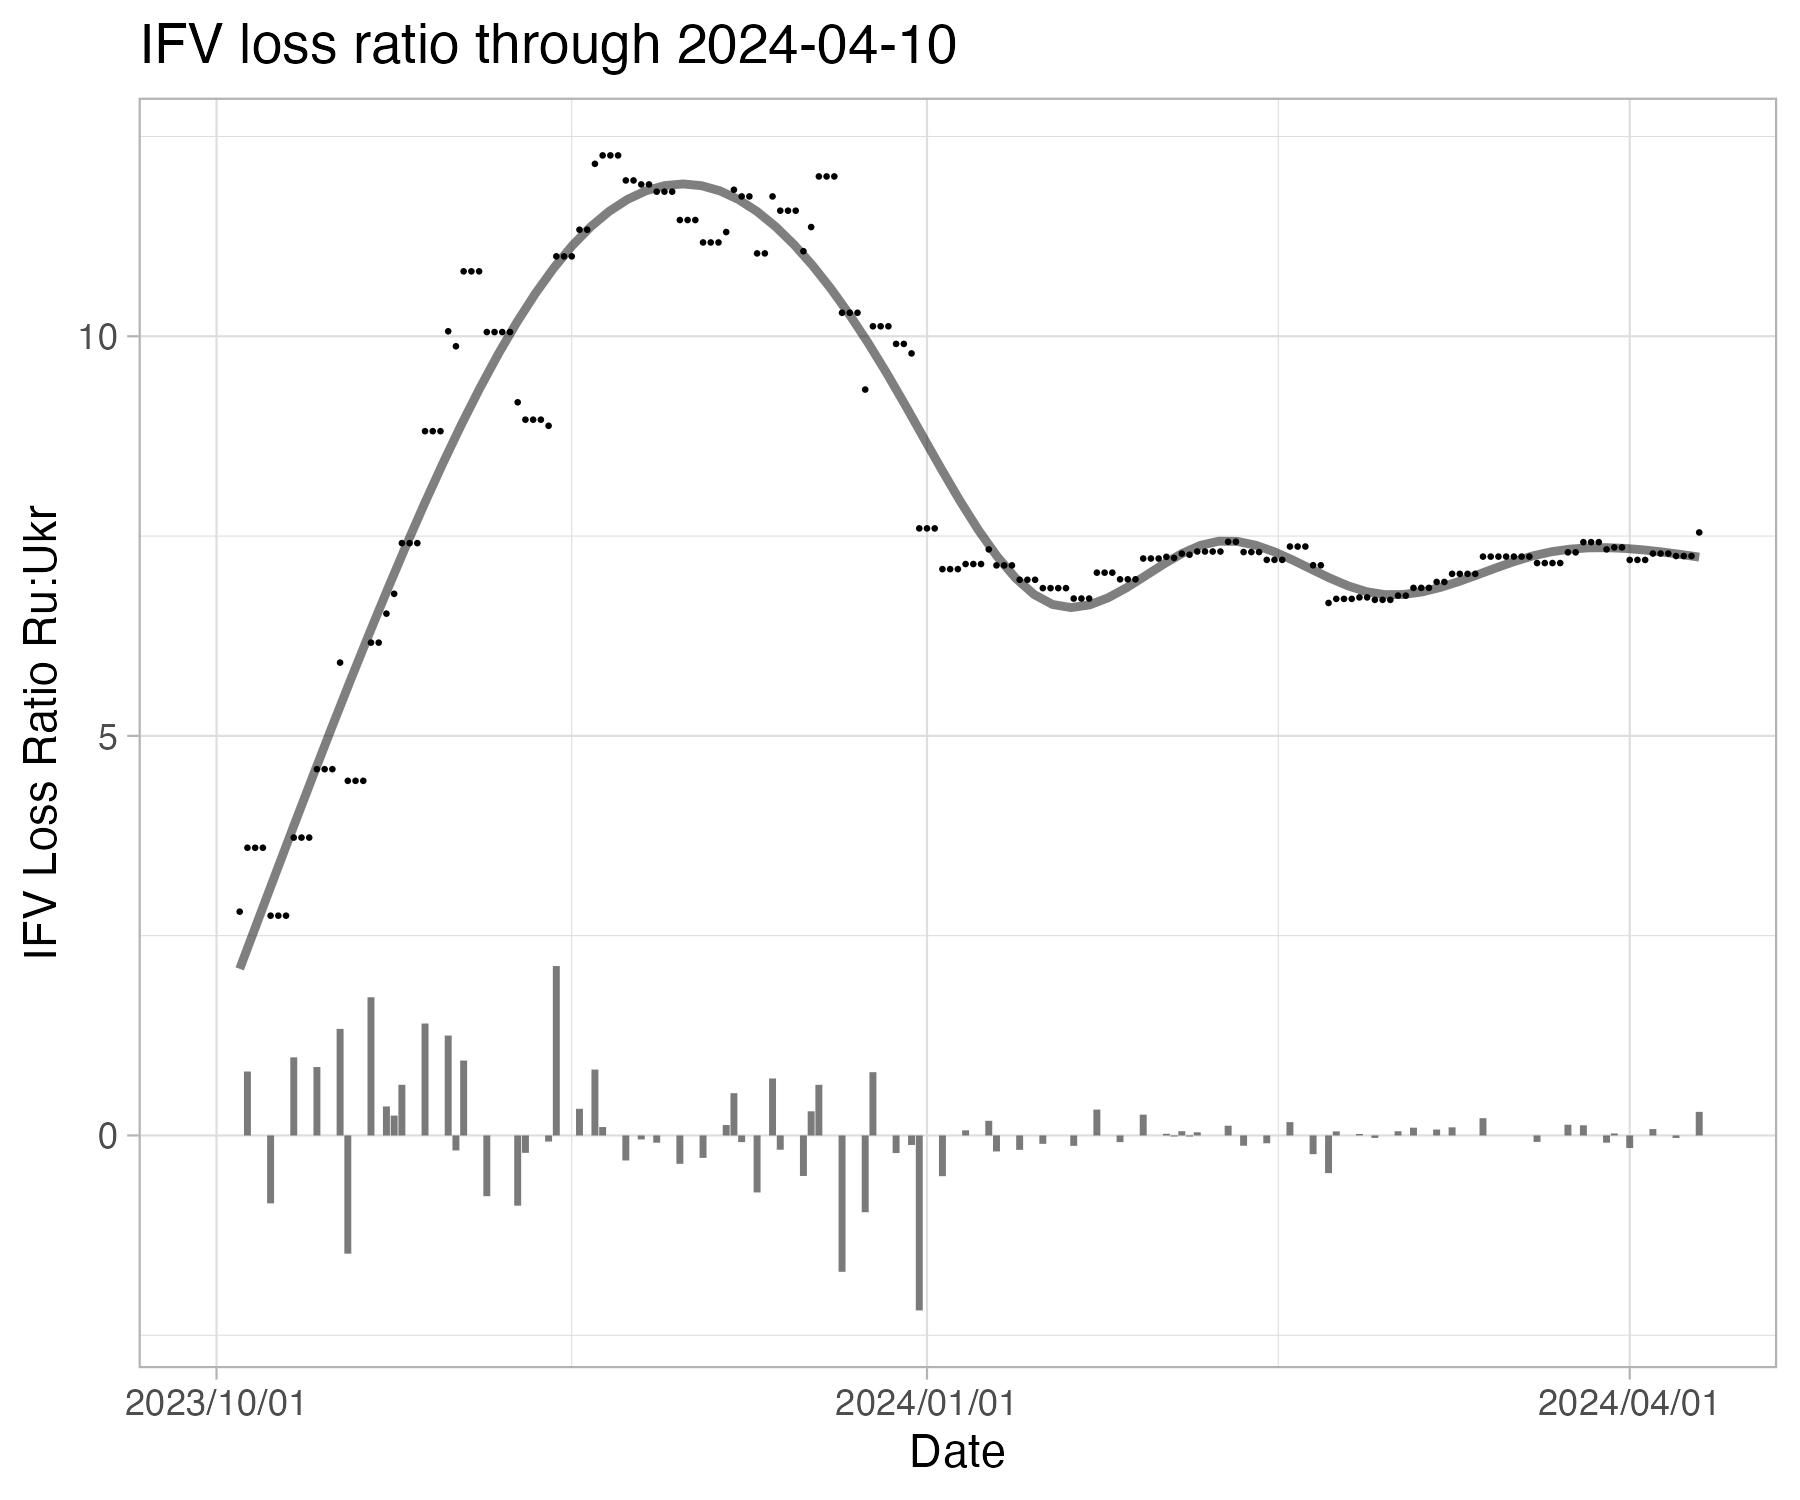 IFV loss ratio through 2024-04-10
IFV Loss Ratio Ru:Ukr
10
5
0
2023/10/01
2024/01/01
2024/04/01
Date